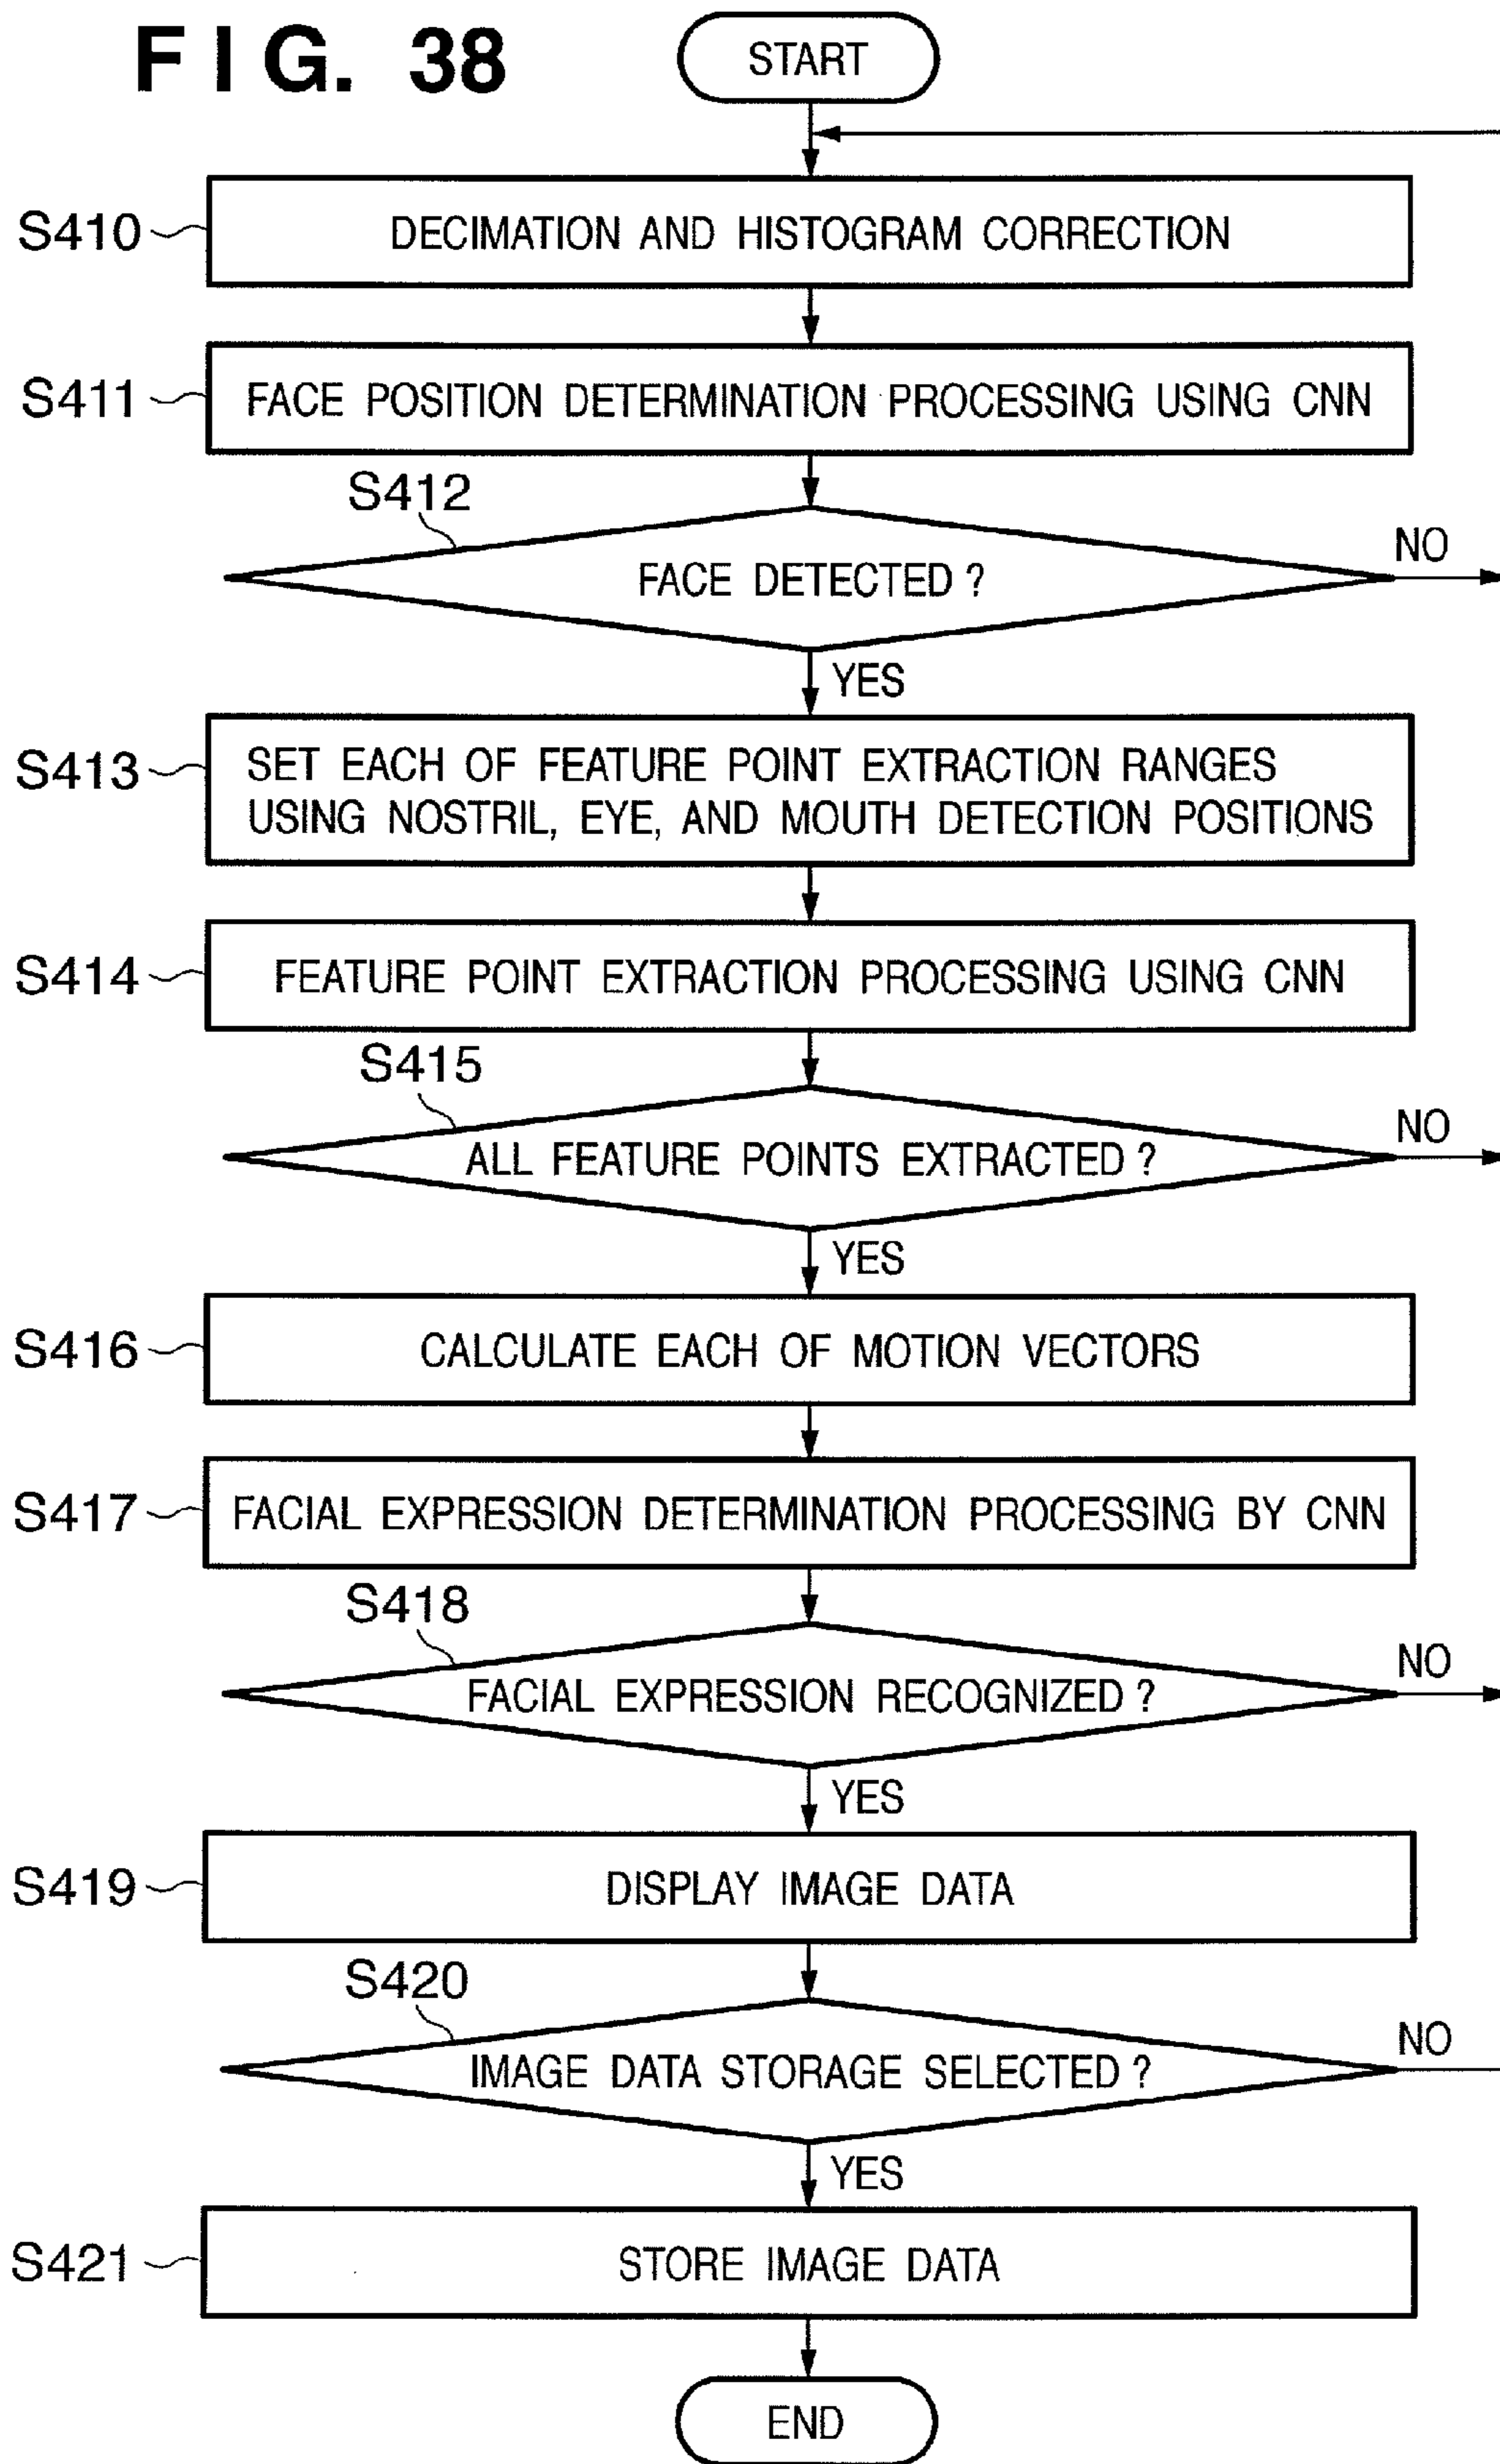 FIG. 38
START
S410
DECIMATION AND HISTOGRAM CORRECTION
S411
FACE POSITION DETERMINATION PROCESSING USING CNN
S412
FACE DETECTED ?
NO
YES
S413
SET EACH OF FEATURE POINT EXTRACTION RANGES
USING NOSTRIL, EYE, AND MOUTH DETECTION POSITIONS
S414
FEATURE POINT EXTRACTION PROCESSING USING CNN
S415
ALL FEATURE POINTS EXTRACTED ?
NO
YES
S416
CALCULATE EACH OF MOTION VECTORS
S417
FACIAL EXPRESSION DETERMINATION PROCESSING BY CNN
S418
FACIAL EXPRESSION RECOGNIZED ?
NO
YES
S419
DISPLAY IMAGE DATA
S420
IMAGE DATA STORAGE SELECTED ?
NO
YES
S421
STORE IMAGE DATA
END